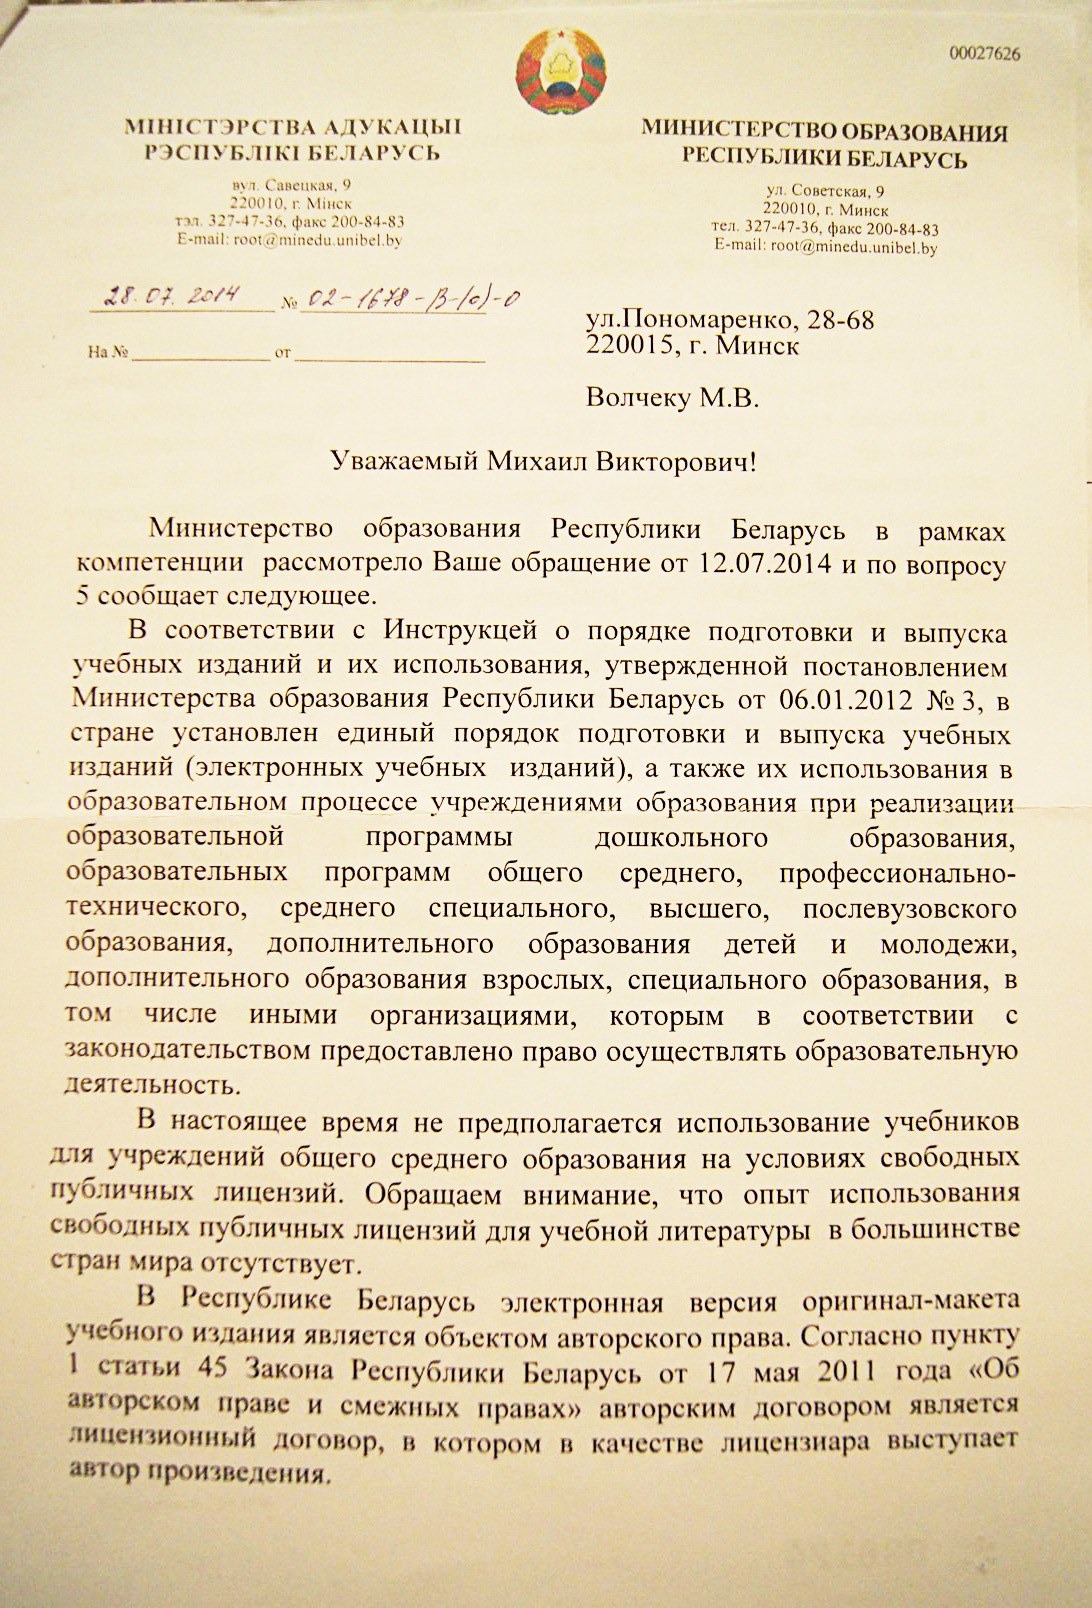 00027626
МІНІСТЭРСТВА АДУКАЦЫІ
РЭСПУБЛІКІ БЕЛАРУСЬ
вул. Савецкая, 9
220010, г. Мінск
тэл. 327-47-36, факс 200-84-83
E-mail: root@minedu.unibel.by
МИНИСТЕРСТВО ОБРАЗОВАНИЯ
РЕСПУБЛИКИ БЕЛАРУСЬ
ул. Советская, 9
220010, г. Минск
тел. 327-47-36, факс 200-84-83
E-mail: root@minedu.unibel.by
28.07.2014 № 02-1678-В-(о)-О
На № от
ул.Пономаренко, 28-68
220015, г. Минск
Волчеку М.В.
Уважаемый Михаил Викторович!
Министерство образования Республики Беларусь в рамках
компетенции рассмотрело Ваше обращение от 12.07.2014 и по вопросу
5 сообщает следующее.
В соответствии с Инструкцей о порядке подготовки и выпуска
учебных изданий и их использования, утвержденной постановлением
Министерства образования Республики Беларусь от 06.01.2012 № 3, в
стране установлен единый порядок подготовки и выпуска учебных
изданий (электронных учебных изданий), а также их использования в
образовательном процессе учреждениями образования при реализации
образовательной программы дошкольного образования,
образовательных программ общего среднего, профессионально-
технического, среднего специального, высшего, послевузовского
образования, дополнительного образования детей и молодежи,
дополнительного образования взрослых, специального образования, в
том числе иными организациями, которым в соответствии с
законодательством предоставлено право осуществлять образовательную
деятельность.
В настоящее время не предполагается использование учебников
для учреждений общего среднего образования на условиях свободных
публичных лицензий. Обращаем внимание, что опыт использования
свободных публичных лицензий для учебной литературы в большинстве
стран мира отсутствует.
В Республике Беларусь электронная версия оригинал-макета
учебного издания является объектом авторского права. Согласно пункту
1 статьи 45 Закона Республики Беларусь от 17 мая 2011 года «Об
авторском праве и смежных правах» авторским договором является
лицензионный договор, в котором в качестве лицензиара выступает
автор произведения.